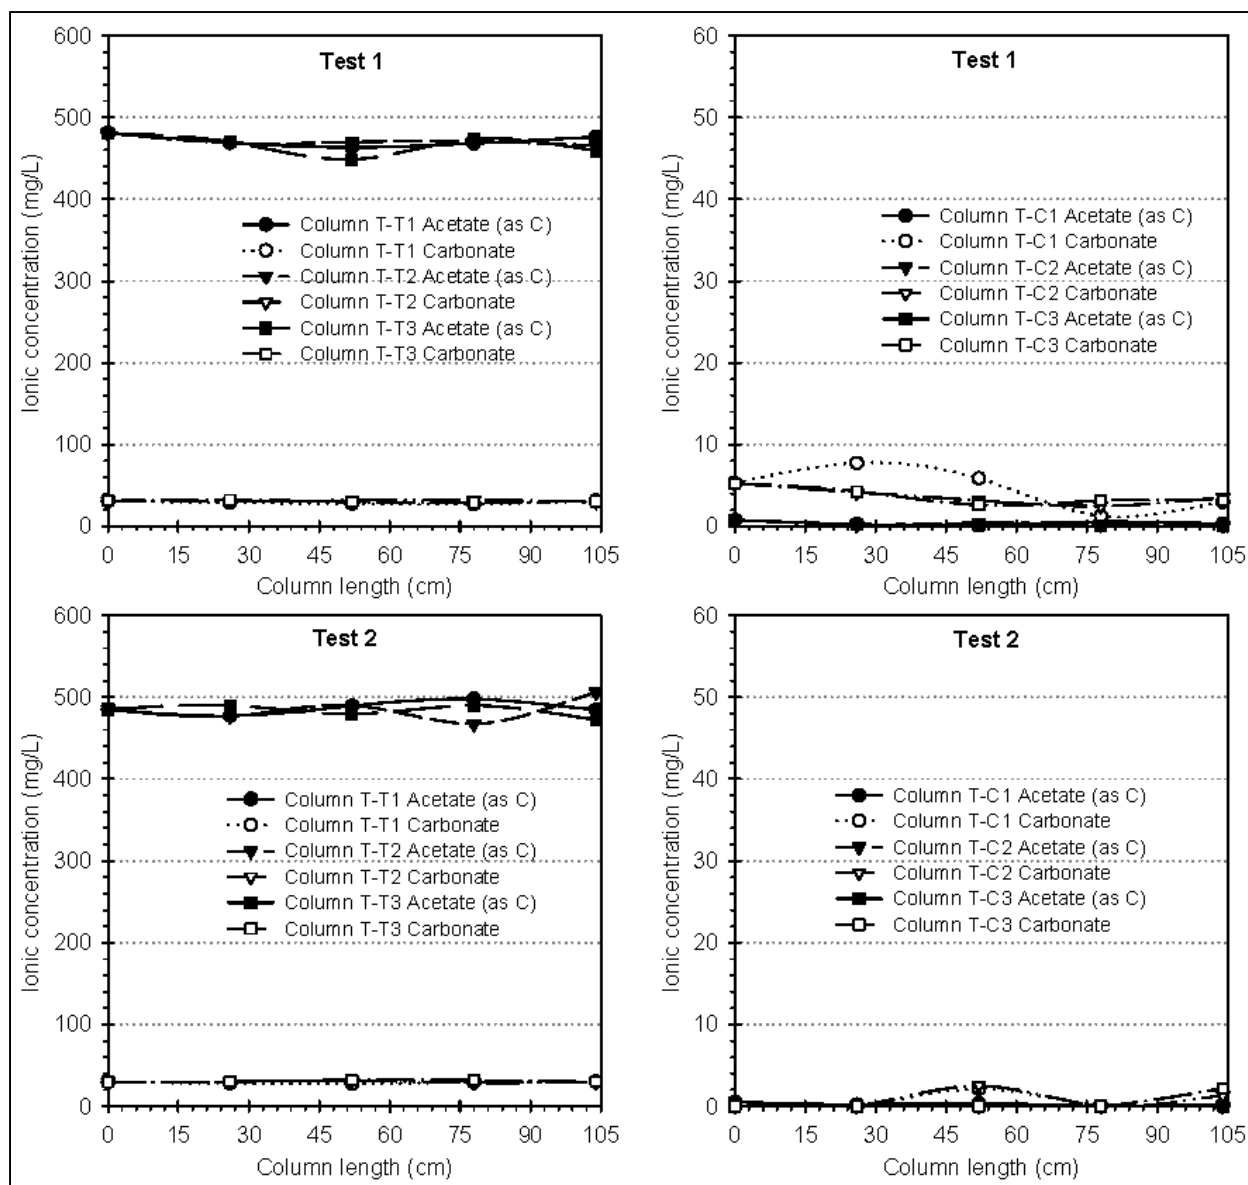 Test 1
Ionic concentration (mg/L)
600
500
400
300
200
100
0
Column T-T1 Acetate (as C)
Column T-T1 Carbonate
Column T-T2 Acetate (as C)
Column T-T2 Carbonate
Column T-T3 Acetate (as C)
Column T-T3 Carbonate
0 15 30 45 60 75 90 105
Column length (cm)
Test 1
Ionic concentration (mg/L)
60
50
40
30
20
10
0
Column T-C1 Acetate (as C)
Column T-C1 Carbonate
Column T-C2 Acetate (as C)
Column T-C2 Carbonate
Column T-C3 Acetate (as C)
Column T-C3 Carbonate
0 15 30 45 60 75 90 105
Column length (cm)
Test 2
Ionic concentration (mg/L)
600
500
400
300
200
100
0
Column T-T1 Acetate (as C)
Column T-T1 Carbonate
Column T-T2 Acetate (as C)
Column T-T2 Carbonate
Column T-T3 Acetate (as C)
Column T-T3 Carbonate
0 15 30 45 60 75 90 105
Column length (cm)
Test 2
Ionic concentration (mg/L)
60
50
40
30
20
10
0
Column T-C1 Acetate (as C)
Column T-C1 Carbonate
Column T-C2 Acetate (as C)
Column T-C2 Carbonate
Column T-C3 Acetate (as C)
Column T-C3 Carbonate
0 15 30 45 60 75 90 105
Column length (cm)